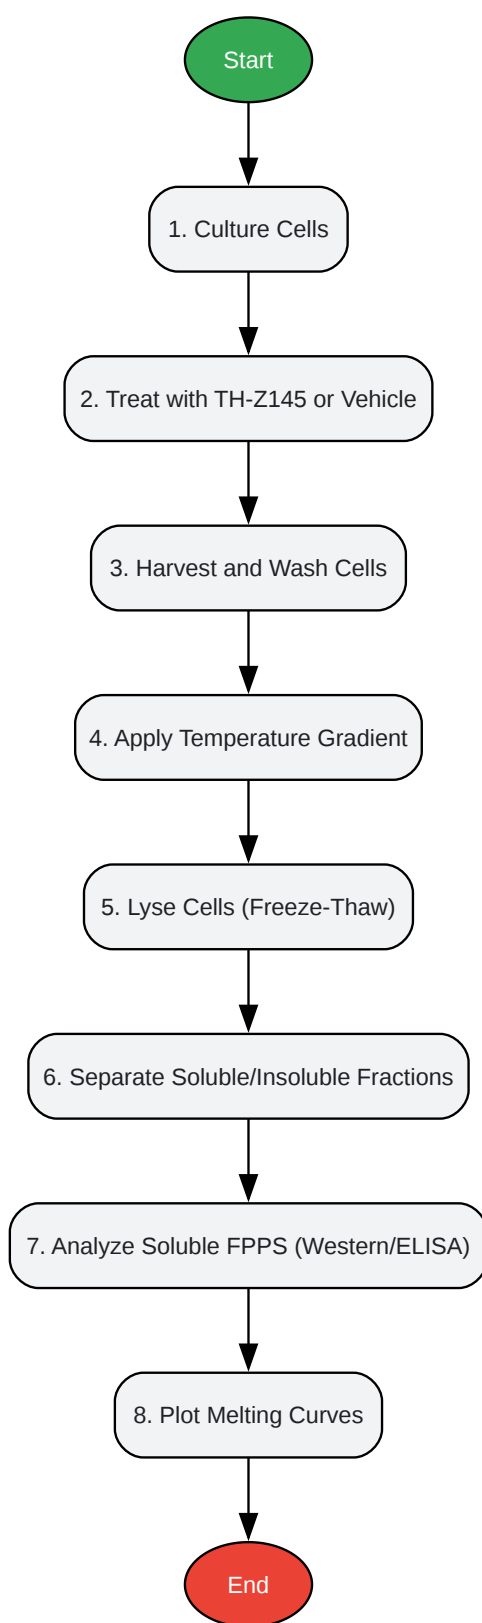 Start
1. Culture Cells
2. Treat with TH-Z145 or Vehicle
3. Harvest and Wash Cells
4. Apply Temperature Gradient
5. Lyse Cells (Freeze-Thaw)
6. Separate Soluble/Insoluble Fractions
7. Analyze Soluble FPPS (Western/ELISA)
8. Plot Melting Curves
End